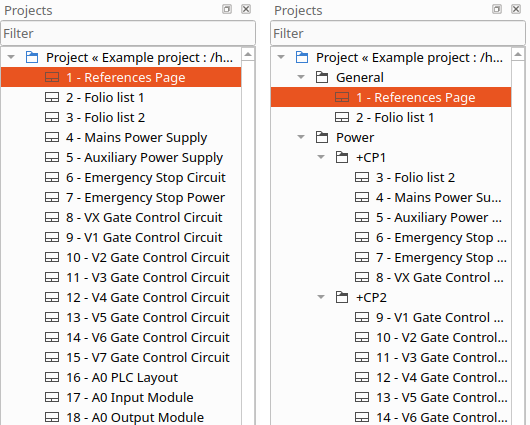 Projects
Filter
Project « Example project : /h...
1 - References Page
2 - Folio list 1
3 - Folio list 2
4 - Mains Power Supply
5 - Auxiliary Power Supply
6 - Emergency Stop Circuit
7 - Emergency Stop Power
8 - VX Gate Control Circuit
9 - V1 Gate Control Circuit
10 - V2 Gate Control Circuit
11 - V3 Gate Control Circuit
12 - V4 Gate Control Circuit
13 - V5 Gate Control Circuit
14 - V6 Gate Control Circuit
15 - V7 Gate Control Circuit
16 - A0 PLC Layout
17 - A0 Input Module
18 - A0 Output Module
Projects
Filter
Project « Example project : /h...
General
1 - References Page
2 - Folio list 1
Power
+CP1
3 - Folio list 2
4 - Mains Power Su...
5 - Auxiliary Power ...
6 - Emergency Stop ...
7 - Emergency Stop ...
8 - VX Gate Control ...
+CP2
9 - V1 Gate Control ...
10 - V2 Gate Control...
11 - V3 Gate Control...
12 - V4 Gate Control...
13 - V5 Gate Control...
14 - V6 Gate Control...